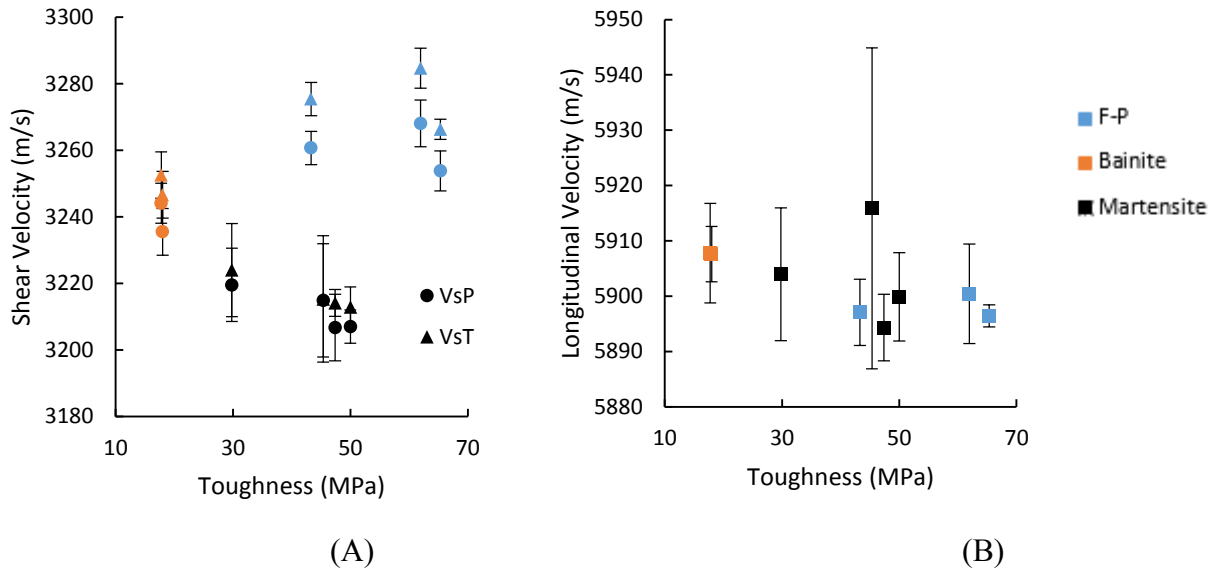 3300
3280
3260
3240
3220
3200
3180
Shear Velocity (m/s)
10 30 50 70
Toughness (MPa)
VsP
VsT
(A)
5950
5940
5930
5920
5910
5900
5890
5880
Longitudinal Velocity (m/s)
10 30 50 70
Toughness (MPa)
F-P
Bainite
Martensite
(B)